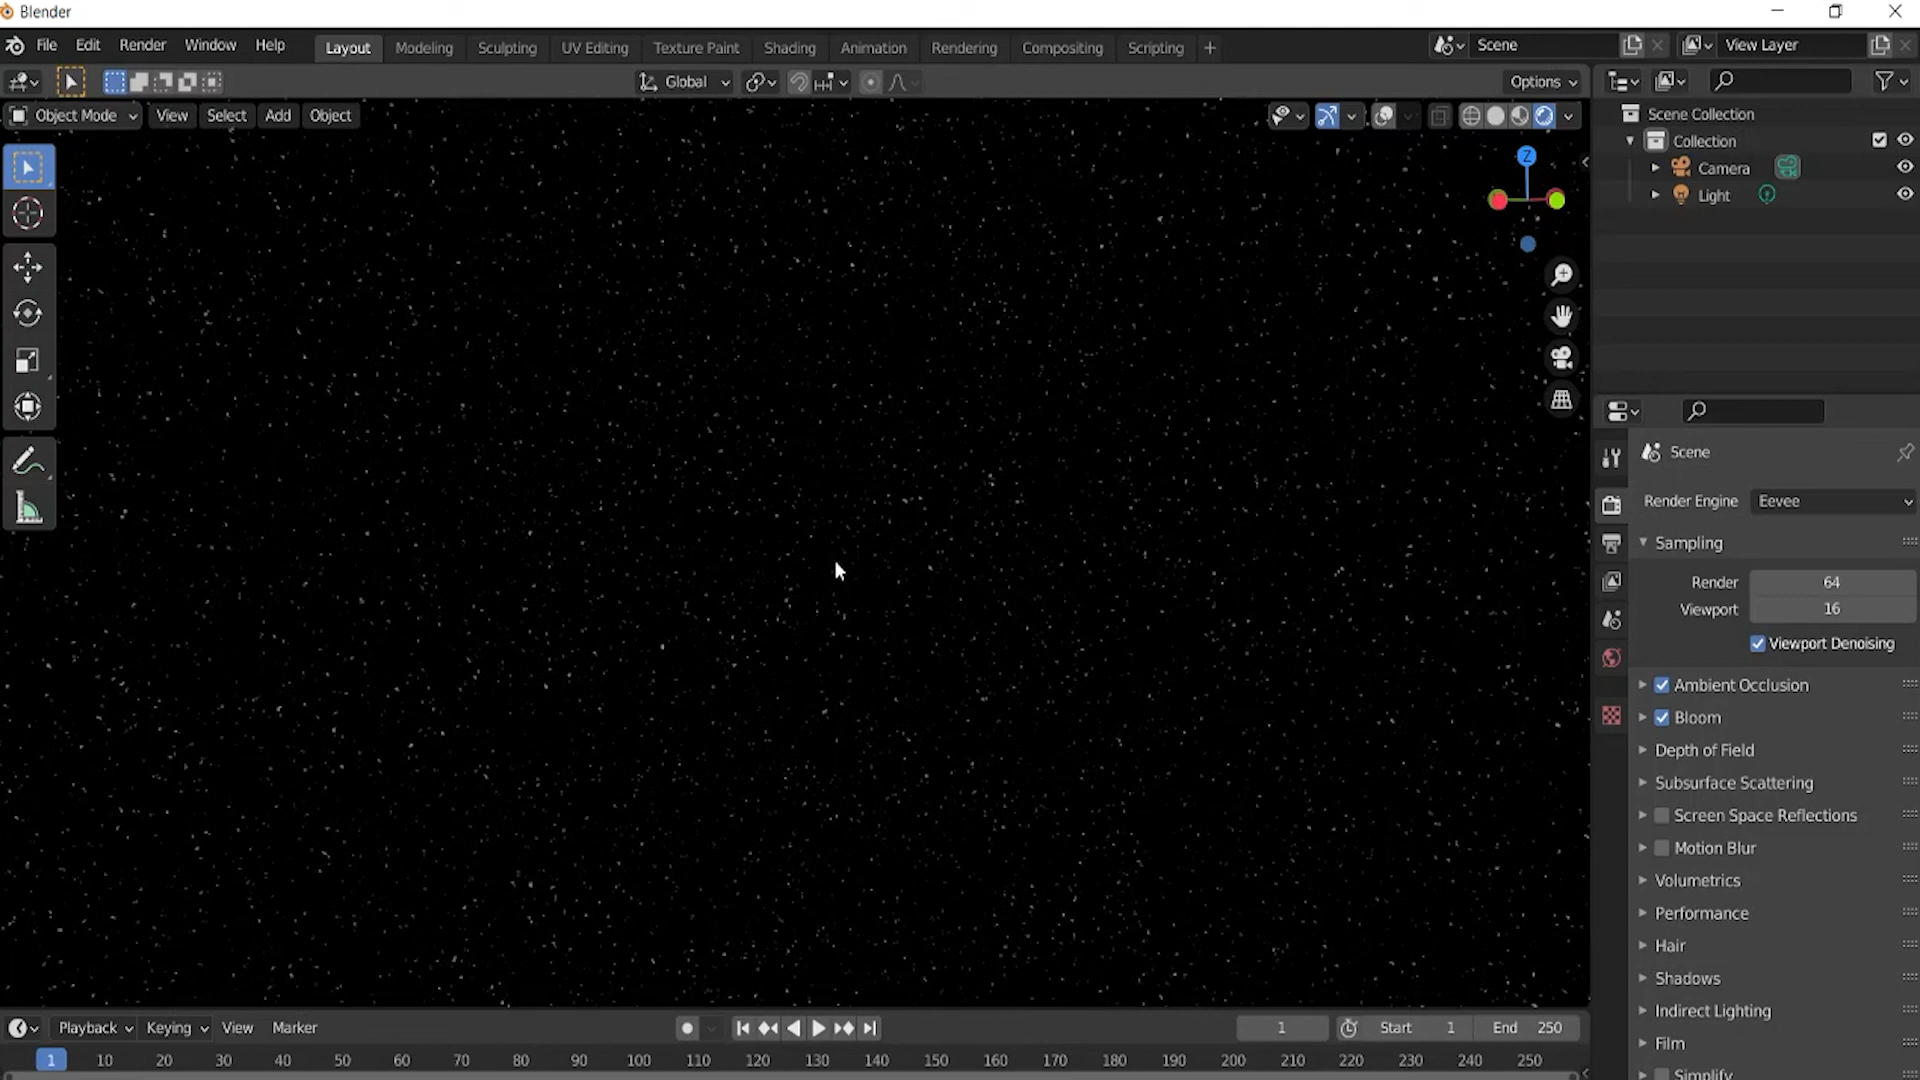 Blender
File Edit Render Window Help Layout Modeling Sculpting UV Editing Texture Paint Shading Animation Rendering Compositing Scripting + Scene View Layer
Global Options
Object Mode View Select Add Object
Z
Scene Collection
Collection
Camera
Light
Scene
Render Engine Eevee
Sampling
Render 64
Viewport 16
Viewport Denoising
Ambient Occlusion
Bloom
Depth of Field
Subsurface Scattering
Screen Space Reflections
Motion Blur
Volumetrics
Performance
Hair
Shadows
Indirect Lighting
Film
Simplify
Playback Keying View Marker 1 Start 1 End 250
1 10 20 30 40 50 60 70 80 90 100 110 120 130 140 150 160 170 180 190 200 210 220 230 240 250